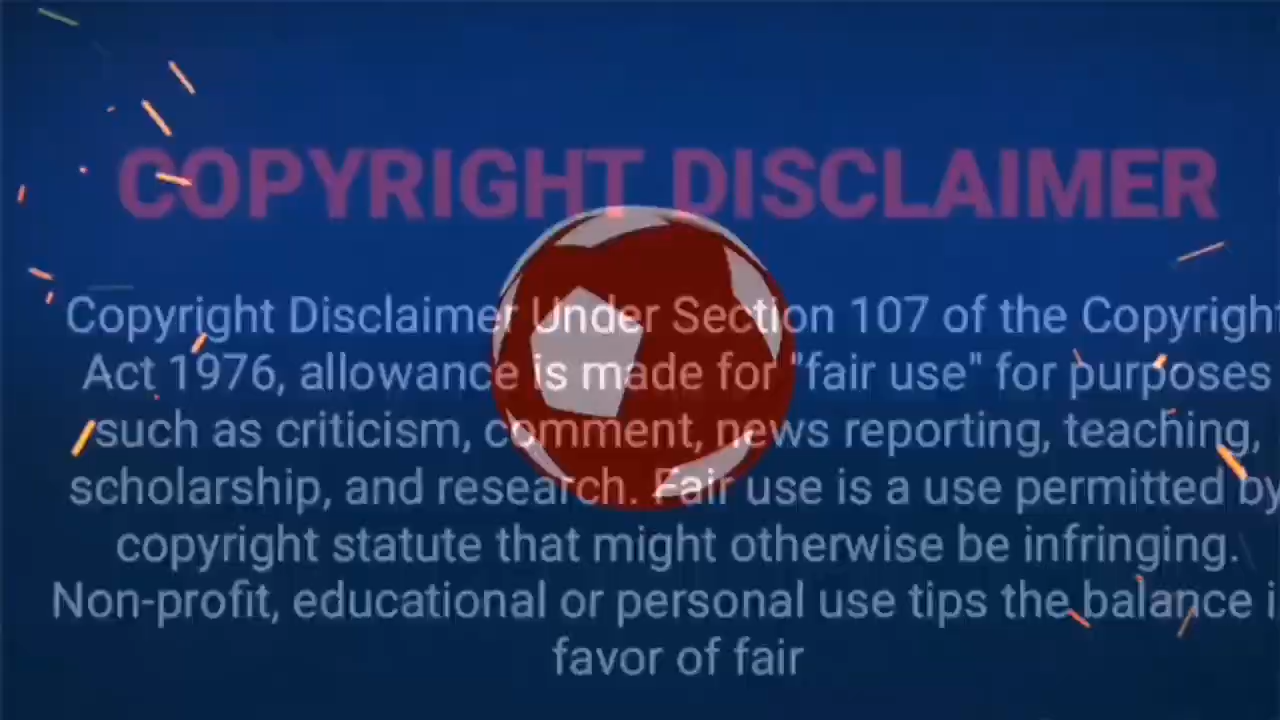 COPYRIGHT DISCLAIMER
Copyright Disclaimer Under Section 107 of the Copyright
Act 1976, allowance is made for "fair use" for purposes
such as criticism, comment, news reporting, teaching,
scholarship, and research. Fair use is a use permitted by
copyright statute that might otherwise be infringing.
Non-profit, educational or personal use tips the balance i
favor of fair